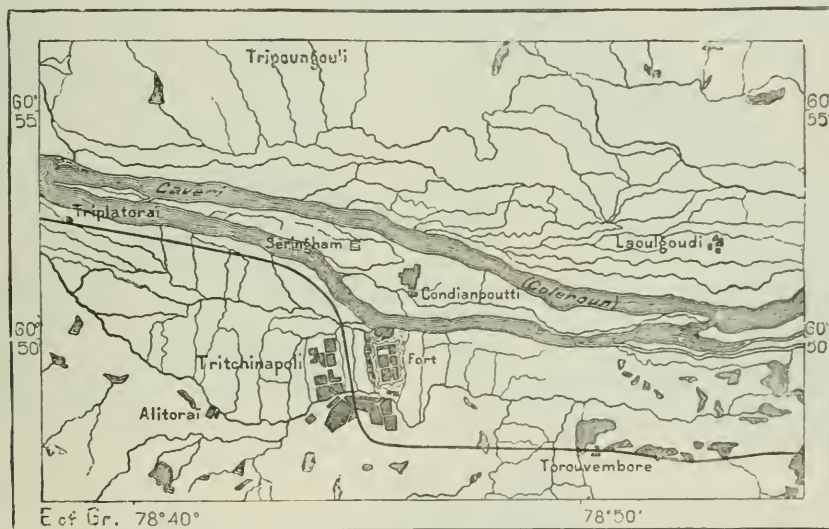 Tripoungouli
60°
55'
60°
55'
Caveri
Triplatorai
Seringham
Laoulgoudi
Condianpoutti
(Coleroun)
60°
50'
60°
50'
Tritchinapoli
Fort
Alitorai
Torouvembore
E of Gr. 78°40'
78°50'